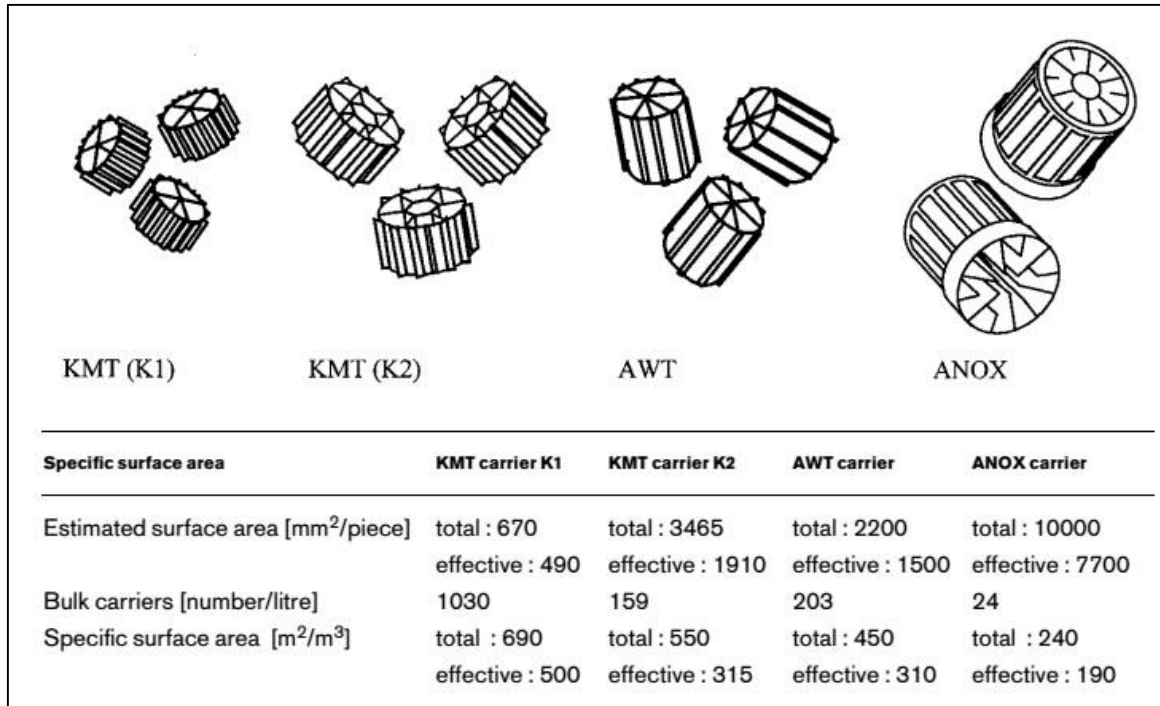 KMT (K1) KMT (K2) AWT ANOX
Specific surface area KMT carrier K1 KMT carrier K2 AWT carrier ANOX carrier
Estimated surface area [mm²/piece] total : 670 total : 3465 total : 2200 total : 10000
effective : 490 effective : 1910 effective : 1500 effective : 7700
Bulk carriers [number/litre] 1030 159 203 24
Specific surface area [m²/m³] total : 690 total : 550 total : 450 total : 240
effective : 500 effective : 315 effective : 310 effective : 190